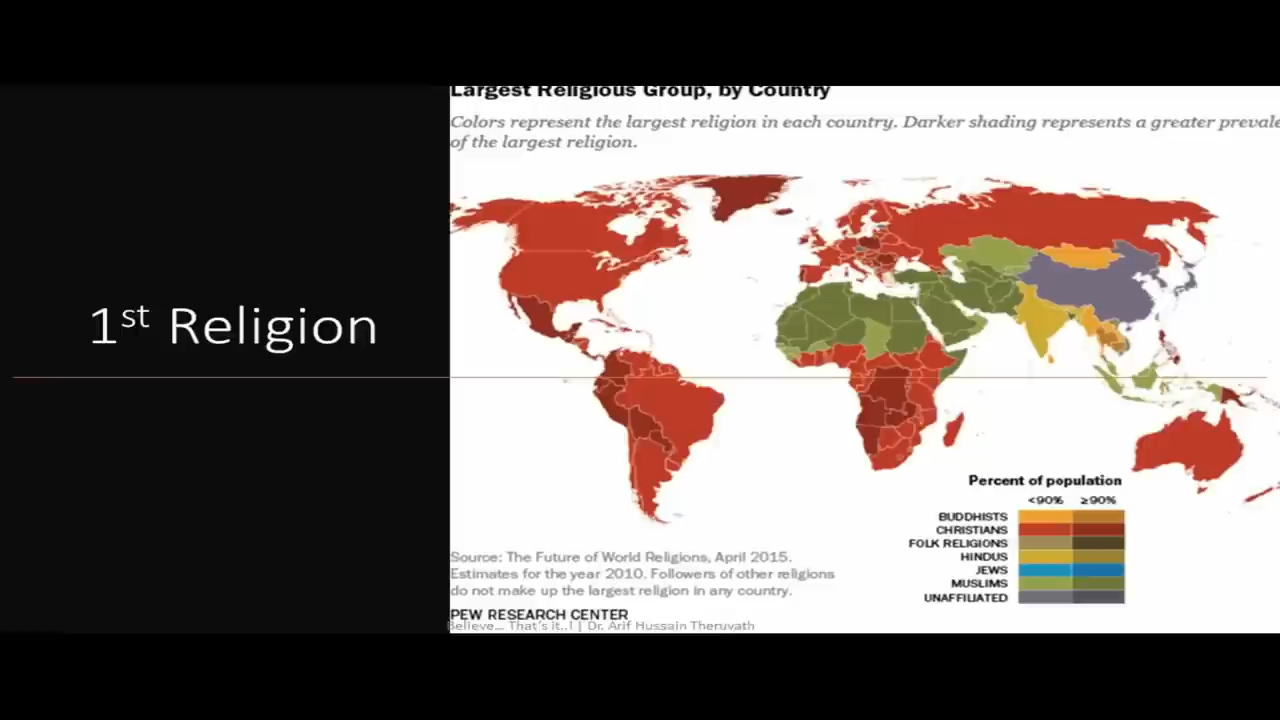 1st Religion
Largest Religious Group, by Country
Colors represent the largest religion in each country. Darker shading represents a greater
of the largest religion.
Percent of population
<90% ≥90%
BUDDHISTS
CHRISTIANS
FOLK RELIGIONS
HINDUS
JEWS
MUSLIMS
UNAFFILIATED
Source: The Future of World Religions, April 2015.
Estimates for the year 2010. Followers of other religions
do not make up the largest religion in any country.
PEW RESEARCH CENTER
Believe... That's it..! | Dr. Arif Hussain Theruvath